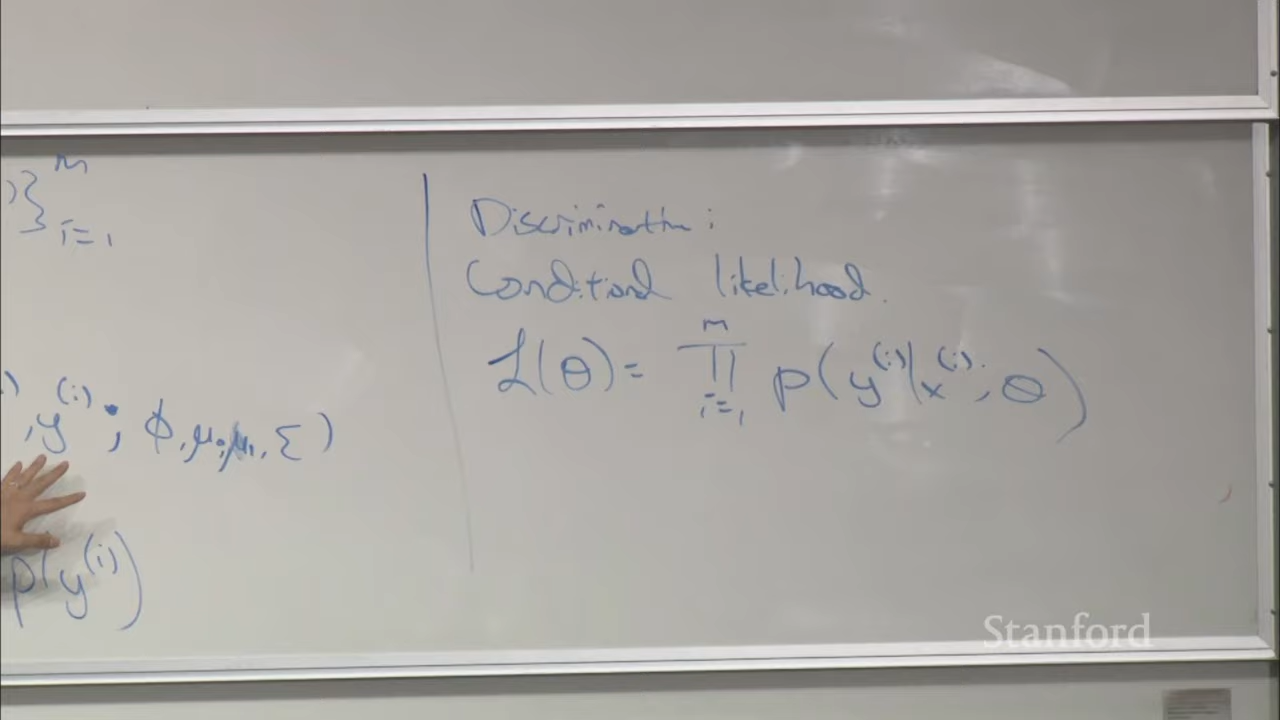 )}^m_{i=1}
, y^(i) ; φ, μ₀, μ₁, Σ )
p(y^(i))
Discriminative:
Conditional likelihood.
ℒ(θ) = ∏_{i=1}^m p(y^(i)|x^(i); θ)
Stanford